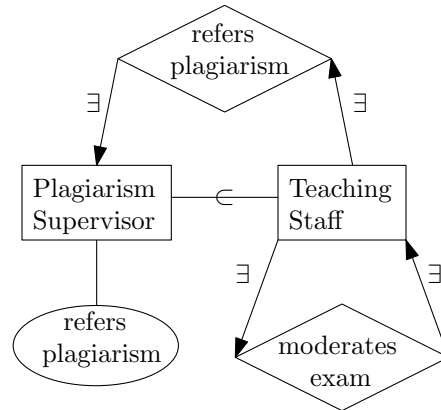 refers
plagiarism
∃
∃
Plagiarism
Supervisor
⊂
Teaching
Staff
∃
∃
refers
plagiarism
moderates
exam